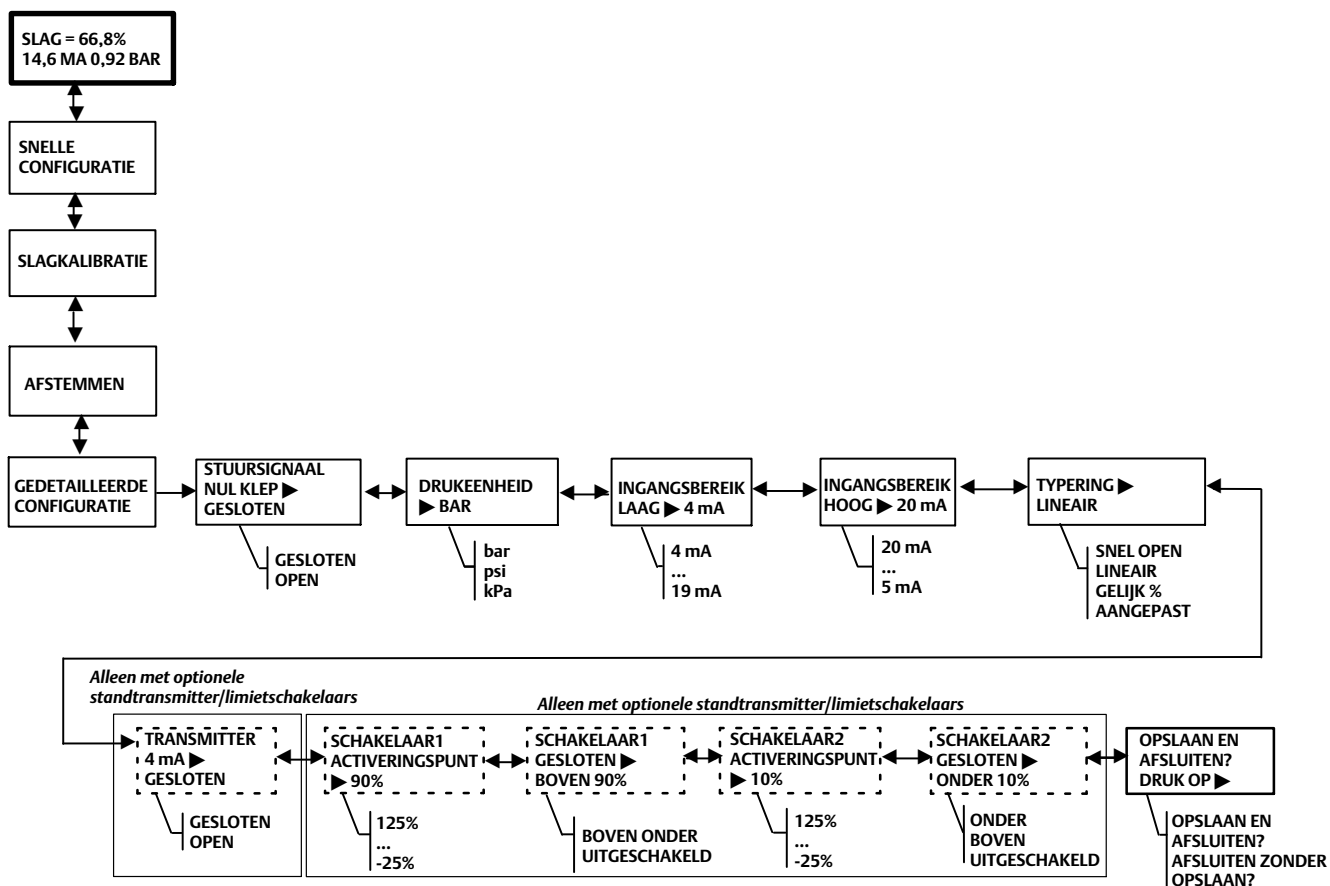 SLAG = 66,8%
14,6 MA 0,92 BAR
SNELLE
CONFIGURATIE
SLAGKALIBRATIE
AFSTEMMEN
GEDETAILLEERDE
CONFIGURATIE
STUURSIGNAAL
NUL KLEP ▶
GESLOTEN
GESLOTEN
OPEN
DRUKEENHEID
▶ BAR
bar
psi
kPa
INGANGSBEREIK
LAAG ▶ 4 mA
4 mA
...
19 mA
INGANGSBEREIK
HOOG ▶ 20 mA
20 mA
...
5 mA
TYPERING ▶
LINEAIR
SNEL OPEN
LINEAIR
GELIJK %
AANGEPAST
Alleen met optionele
standtransmitter/limietschakelaars
TRANSMITTER
4 mA ▶
GESLOTEN
GESLOTEN
OPEN
Alleen met optionele standtransmitter/limietschakelaars
SCHAKELAAR1
ACTIVERINGSPUNT
▶ 90%
125%
...
-25%
SCHAKELAAR1
GESLOTEN ▶
BOVEN 90%
BOVEN ONDER
UITGESCHAKELD
SCHAKELAAR2
ACTIVERINGSPUNT
▶ 10%
125%
...
-25%
SCHAKELAAR2
GESLOTEN ▶
ONDER 10%
ONDER
BOVEN
UITGESCHAKELD
OPSLAAN EN
AFSLUITEN?
DRUK OP ▶
OPSLAAN EN
AFSLUITEN?
AFSLUITEN ZONDER
OPSLAAN?